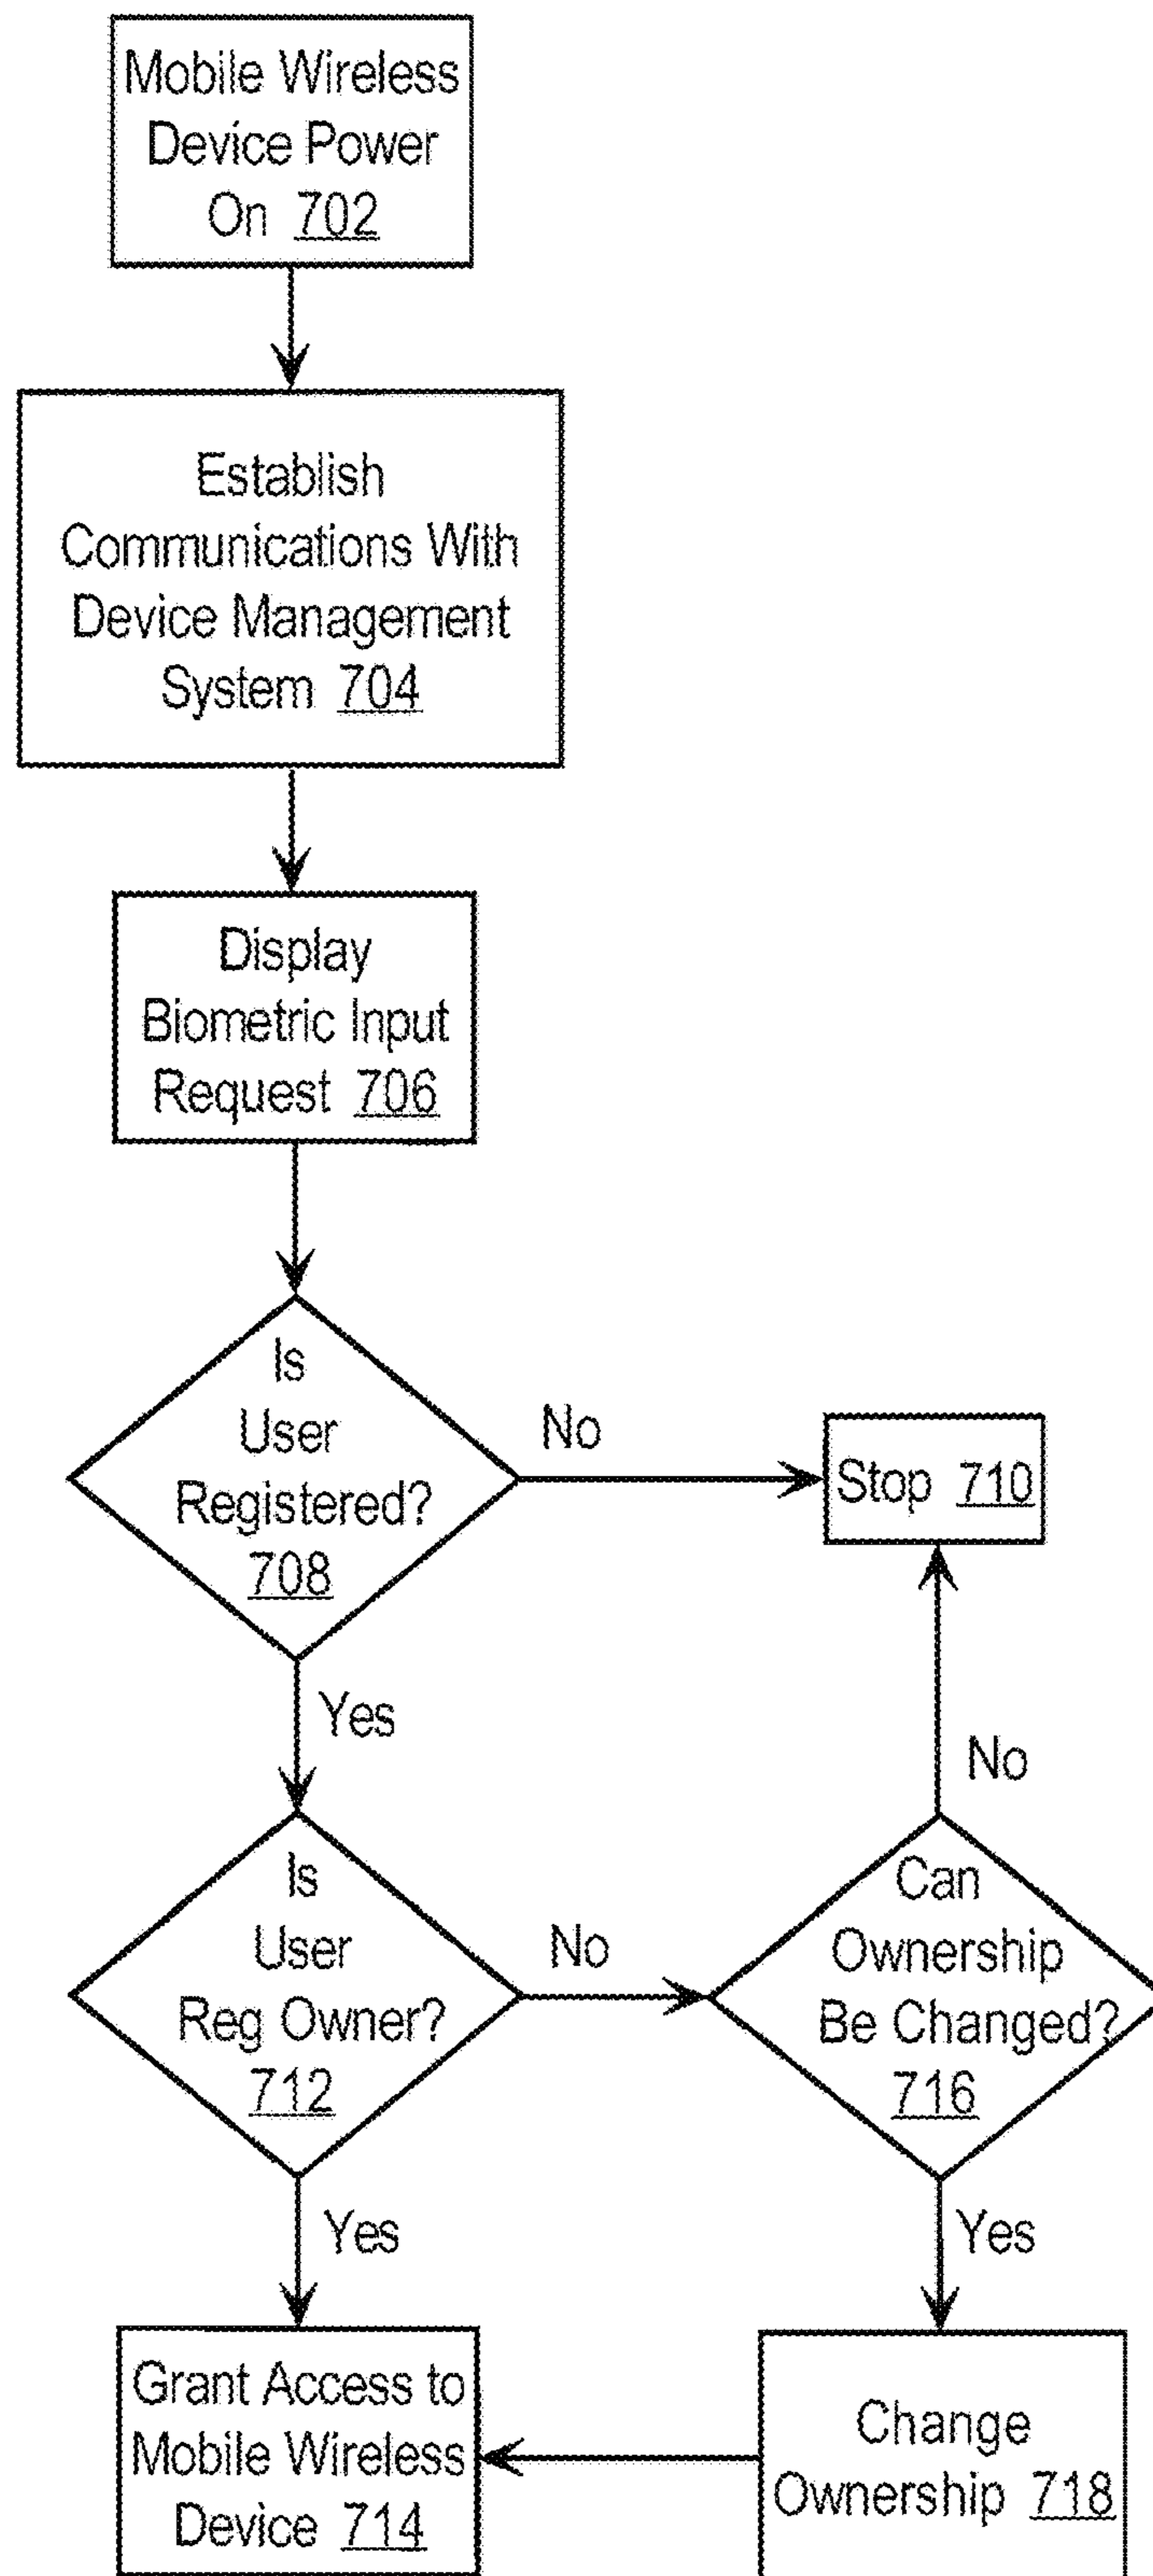 Mobile Wireless
Device Power
On 702
Establish
Communications With
Device Management
System 704
Display
Biometric Input
Request 706
Is
User
Registered?
708
No
Stop 710
Yes
No
Is
User
Reg Owner?
712
No
Can
Ownership
Be Changed?
716
Yes
Yes
Grant Access to
Mobile Wireless
Device 714
Change
Ownership 718